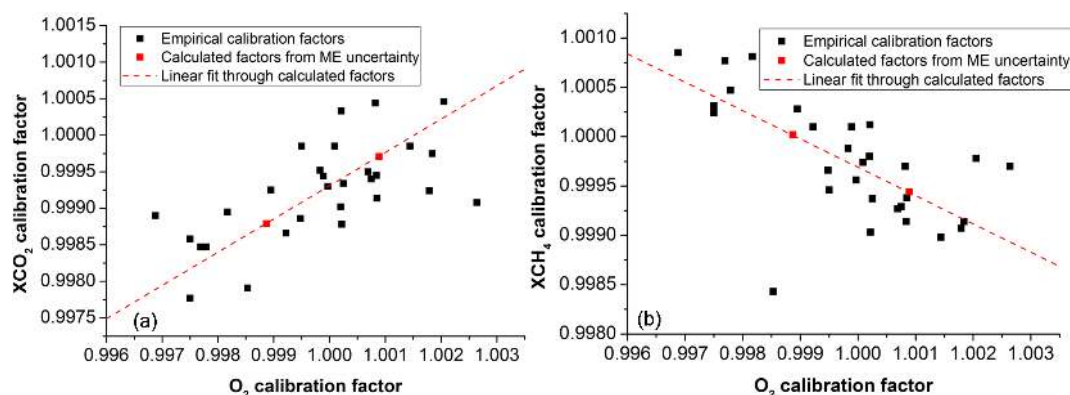 1.0015
1.0010
1.0005
1.0000
0.9995
0.9990
0.9985
0.9980
0.9975
XCO₂ calibration factor
Empirical calibration factors
Calculated factors from ME uncertainty
Linear fit through calculated factors
(a)
0.996 0.997 0.998 0.999 1.000 1.001 1.002 1.003
O₂ calibration factor
1.0010
1.0005
1.0000
0.9995
0.9990
0.9985
0.9980
XCH₄ calibration factor
Empirical calibration factors
Calculated factors from ME uncertainty
Linear fit through calculated factors
(b)
0.996 0.997 0.998 0.999 1.000 1.001 1.002 1.003
calibration factor